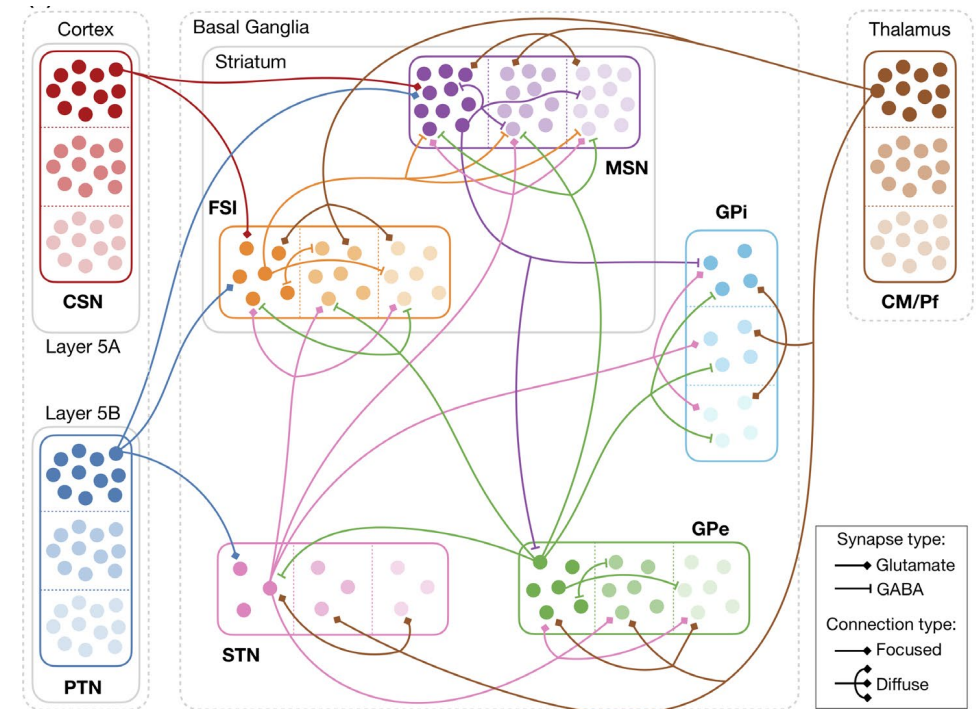 Cortex
Basal Ganglia
Thalamus
Striatum
MSN
FSI
GPi
CSN
CM/Pf
Layer 5A
Layer 5B
GPe
Synapse type:
Glutamate
GABA
Connection type:
Focused
Diffuse
STN
PTN